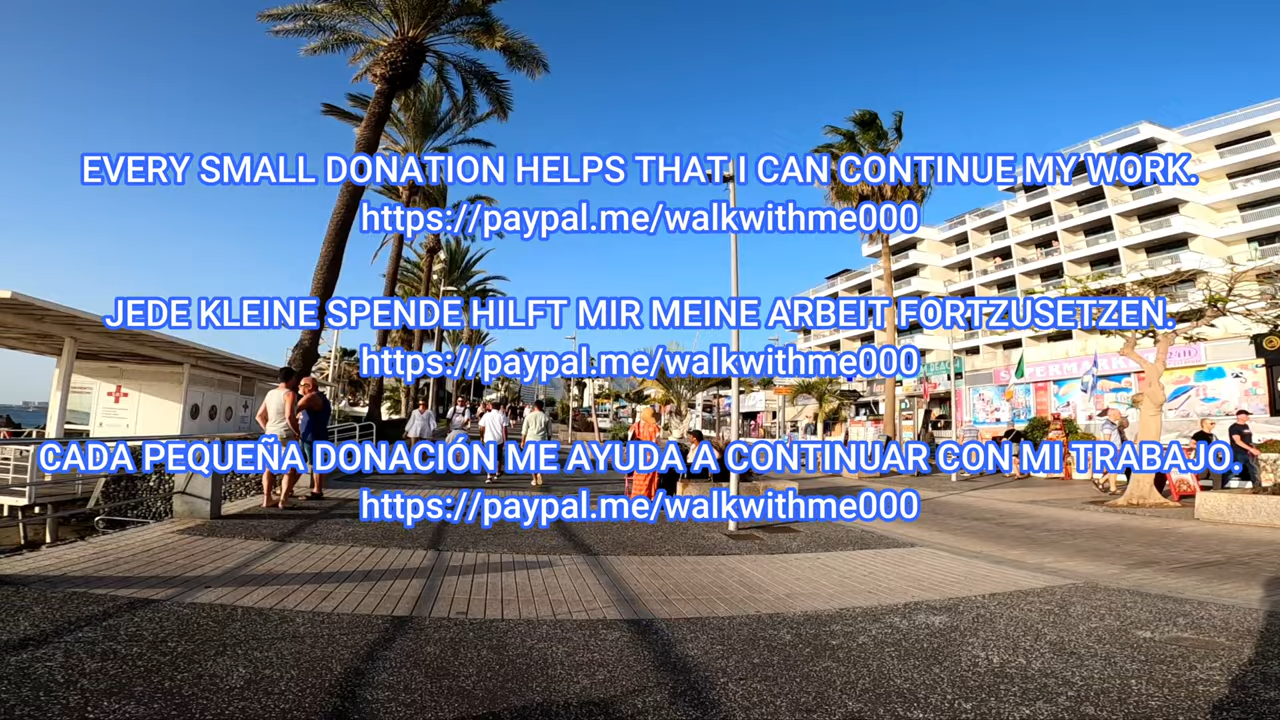 EVERY SMALL DONATION HELPS THAT I CAN CONTINUE MY WORK.
https://paypal.me/walkwithme000
JEDE KLEINE SPENDE HILFT MIR MEINE ARBEIT FORTZUSETZEN.
https://paypal.me/walkwithme000
SUPERMARKET
CADA PEQUEÑA DONACIÓN ME AYUDA A CONTINUAR CON MI TRABAJO.
https://paypal.me/walkwithme000